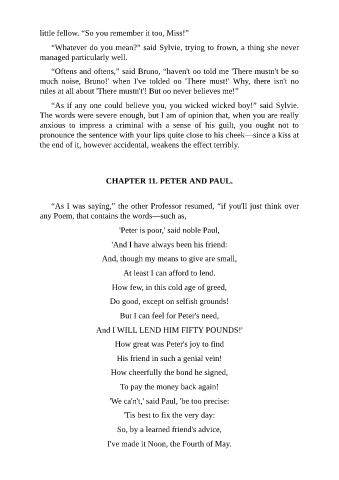 little fellow. “So you remember it too, Miss!”
“Whatever do you mean?” said Sylvie, trying to frown, a thing she never
managed particularly well.
“Oftens and oftens,” said Bruno, “haven't oo told me 'There mustn't be so
much noise, Bruno!' when I've tolded oo 'There must!' Why, there isn't no
rules at all about 'There mustn't'! But oo never believes me!”
“As if any one could believe you, you wicked wicked boy!” said Sylvie.
The words were severe enough, but I am of opinion that, when you are really
anxious to impress a criminal with a sense of his guilt, you ought not to
pronounce the sentence with your lips quite close to his cheek—since a kiss at
the end of it, however accidental, weakens the effect terribly.
CHAPTER 11. PETER AND PAUL.
“As I was saying,” the other Professor resumed, “if you'll just think over
any Poem, that contains the words—such as,
'Peter is poor,' said noble Paul,
'And I have always been his friend:
And, though my means to give are small,
At least I can afford to lend.
How few, in this cold age of greed,
Do good, except on selfish grounds!
But I can feel for Peter's need,
And I WILL LEND HIM FIFTY POUNDS!'
How great was Peter's joy to find
His friend in such a genial vein!
How cheerfully the bond he signed,
To pay the money back again!
'We ca'n't,' said Paul, 'be too precise:
'Tis best to fix the very day:
So, by a learned friend's advice,
I've made it Noon, the Fourth of May.